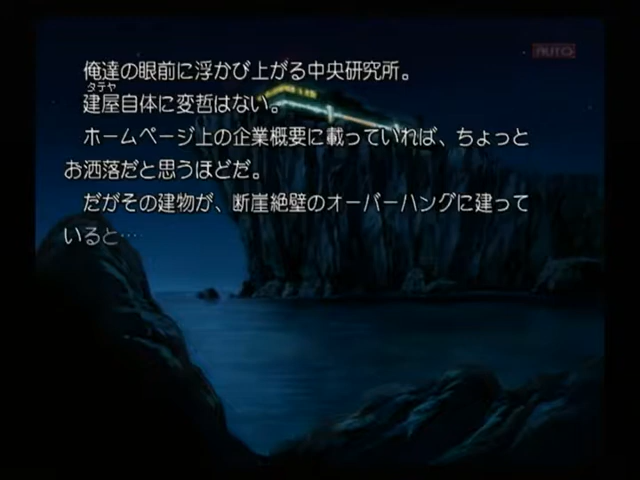 AUTO
俺達の眼前に浮かび上がる中央研究所。
タテヤ
建屋自体に変哲はない。
ホームページ上の企業概要に載っていれば、ちょっと
お洒落だと思うほどだ。
だがその建物が、断崖絶壁のオーバーハングに建って
いると‥‥